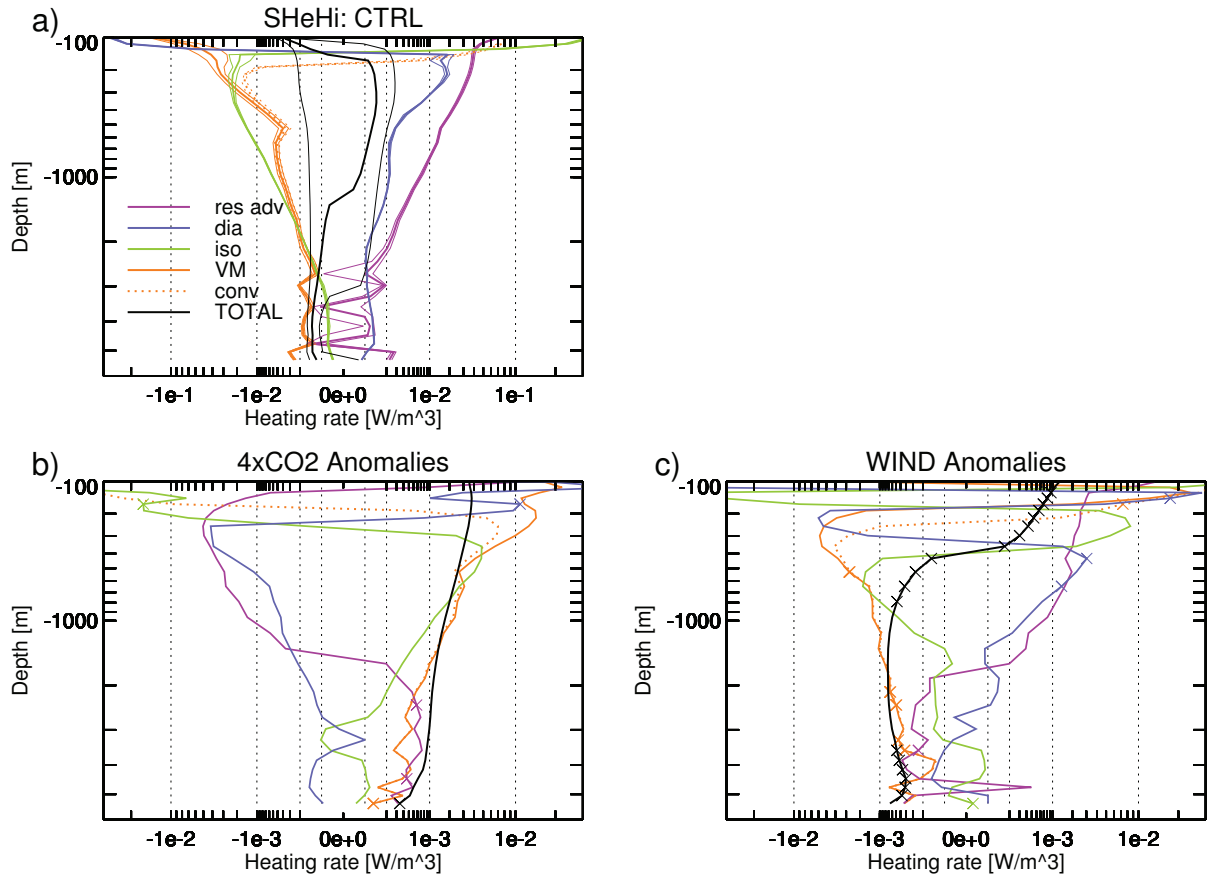 a)
SHeHi: CTRL
-100
-1000
Depth [m]
res adv
dia
iso
VM
conv
TOTAL
-1e-1 -1e-2 0e+0 1e-2 1e-1
Heating rate [W/m^3]
b)
4xCO2 Anomalies
-100
-1000
Depth [m]
-1e-2 -1e-3 0e+0 1e-3 1e-2
Heating rate [W/m^3]
c)
WIND Anomalies
-100
-1000
Depth [m]
-1e-2 -1e-3 0e+0 1e-3 1e-2
Heating rate [W/m^3]